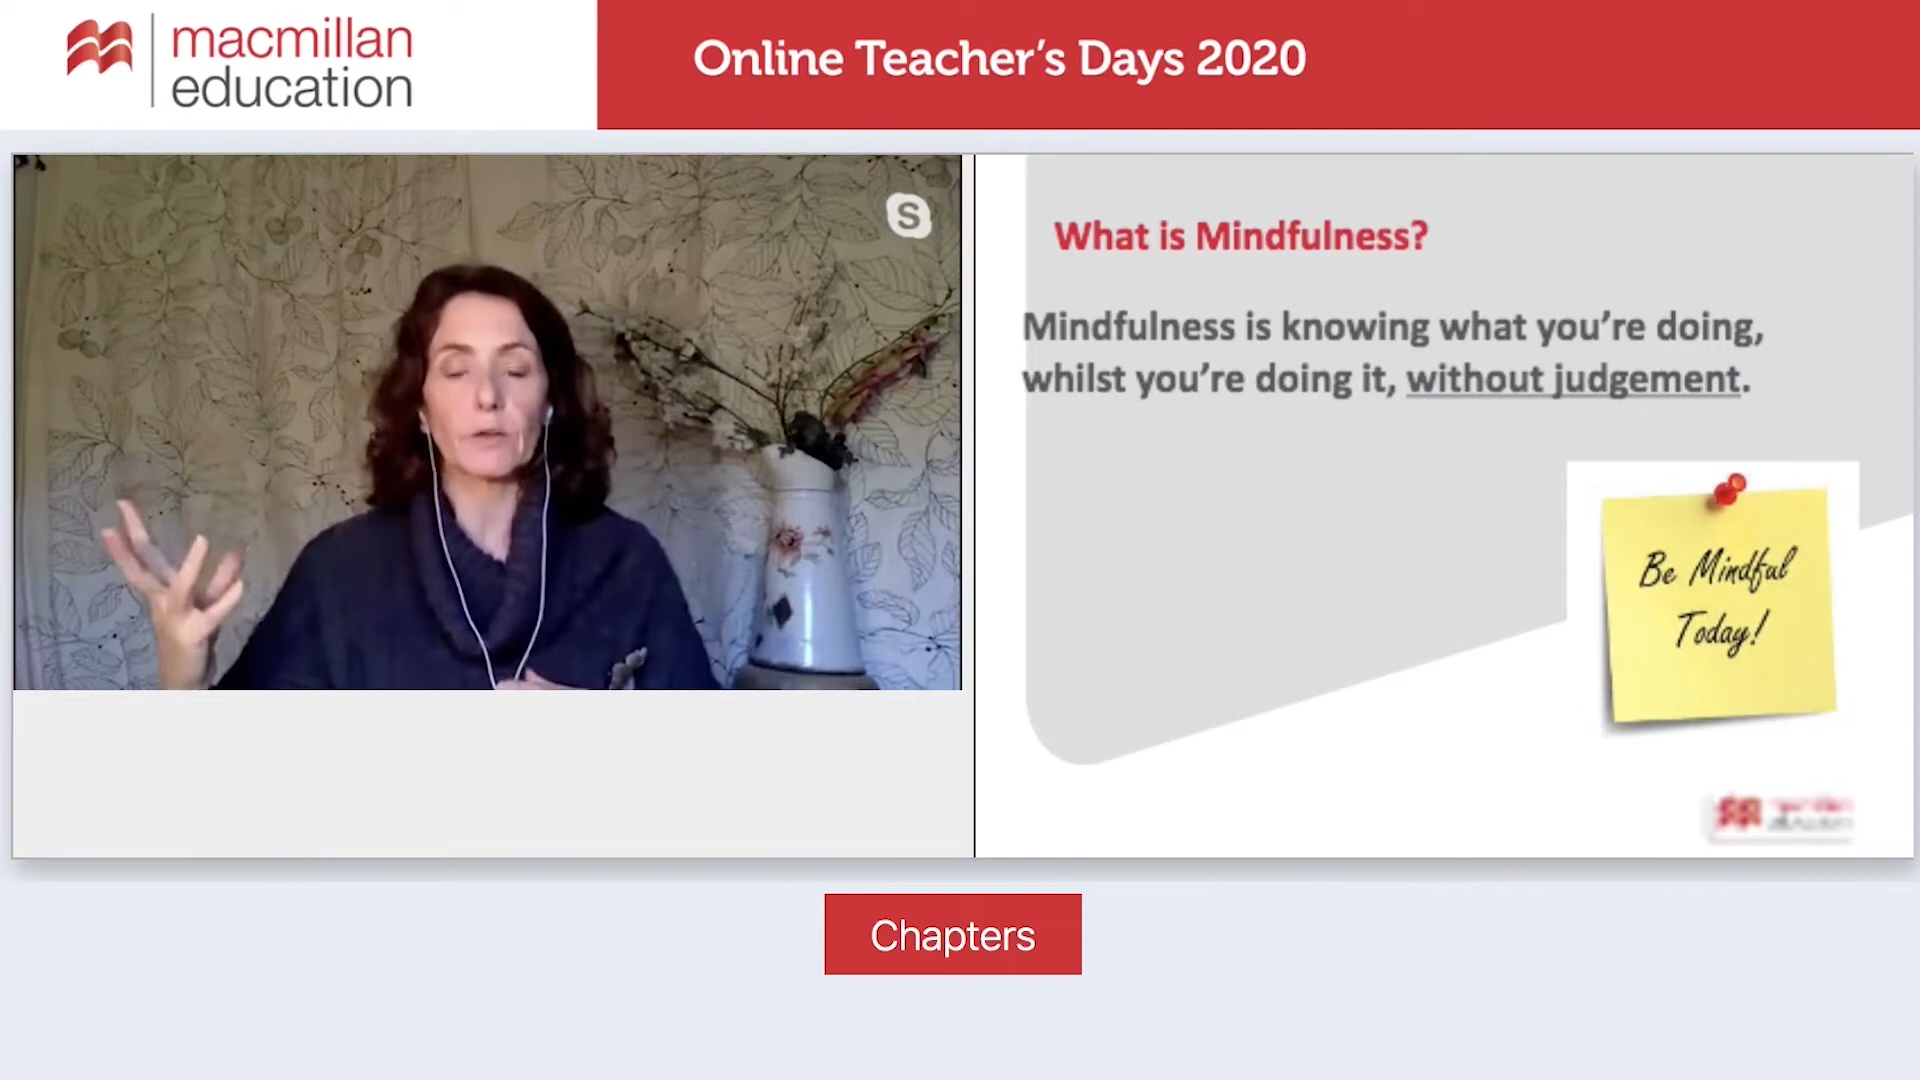 macmillan
education
Online Teacher's Days 2020
S
What is Mindfulness?
Mindfulness is knowing what you're doing,
whilst you're doing it, without judgement.
Be Mindful
Today!
Chapters